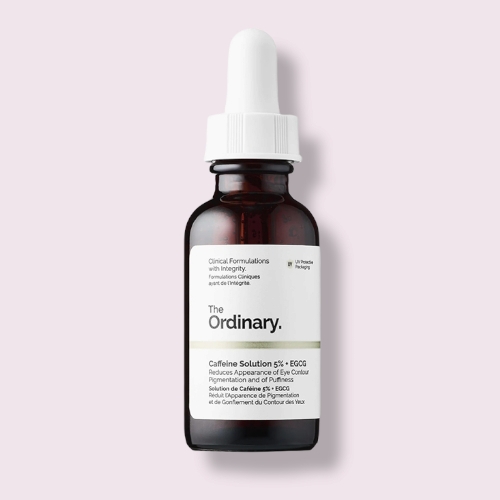 Clinical Formulations
with Integrity.
Formulations Cliniques
avant de l'Intégrité.
UV Protective
Packaging
The
Ordinary.
Caffeine Solution 5% + EGCG
Reduces Appearance of Eye Contour
Pigmentation and of Puffiness
Solution de Caféine 5% + EGCG
Réduit l'Apparence de Pigmentation
et de Gonflement du Contour des Yeux